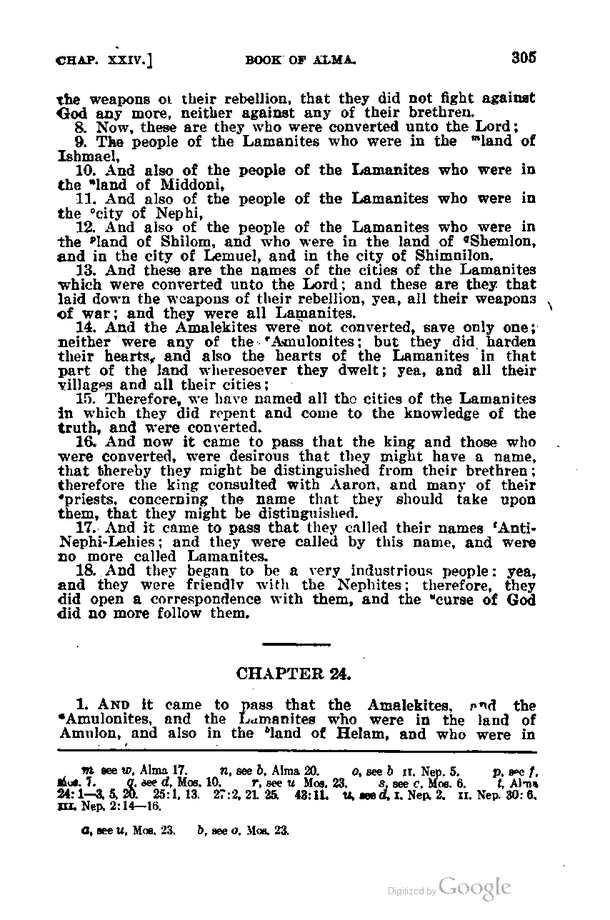 CHAP. XXIV.] BOOK OF ALMA. 305
the weapons of their rebellion, that they did not fight against
God any more, neither against any of their brethren.
8. Now, these are they who were converted unto the Lord;
9. The people of the Lamanites who were in the ᵐland of
Ishmael,
10. And also of the people of the Lamanites who were in
the ⁿland of Middoni,
11. And also of the people of the Lamanites who were in
the ᵒcity of Nephi,
12. And also of the people of the Lamanites who were in
the ᵖland of Shilom, and who were in the land of qShemlon,
and in the city of Lemuel, and in the city of Shimnilon.
13. And these are the names of the cities of the Lamanites
which were converted unto the Lord; and these are they that
laid down the weapons of their rebellion, yea, all their weapons
of war; and they were all Lamanites.
14. And the Amalekites were not converted, save only one;
neither were any of the ʳAmulonites; but they did harden
their hearts, and also the hearts of the Lamanites in that
part of the land wheresoever they dwelt; yea, and all their
villages and all their cities;
15. Therefore, we have named all the cities of the Lamanites
in which they did repent and come to the knowledge of the
truth, and were converted.
16. And now it came to pass that the king and those who
were converted, were desirous that they might have a name,
that thereby they might be distinguished from their brethren;
therefore the king consulted with Aaron, and many of their
ˢpriests, concerning the name that they should take upon
them, that they might be distinguished.
17. And it came to pass that they called their names ᵗAnti-
Nephi-Lehies; and they were called by this name, and were
no more called Lamanites.
18. And they began to be a very industrious people: yea,
and they were friendly with the Nephites; therefore, they
did open a correspondence with them, and the ᵘcurse of God
did no more follow them.
CHAPTER 24.
1. AND it came to pass that the Amalekites, and the
ᵃAmulonites, and the Lamanites who were in the land of
Amulon, and also in the ᵇland of Helam, and who were in
m see w, Alma 17. n, see b, Alma 20. o, see b II. Nep. 5. p, see f,
Mos. 7. q, see d, Mos. 10. r, see u Mos. 23. s, see c, Mos. 6. t, Alma
24:1—3, 5, 20. 25:1, 13. 27:2, 21. 25. 43:11. u, see d, I. Nep. 2. II. Nep. 30:6.
III. Nep. 2:14—16.
a, see u, Mos. 23. b, see o, Mos. 23.
Digitized by Google